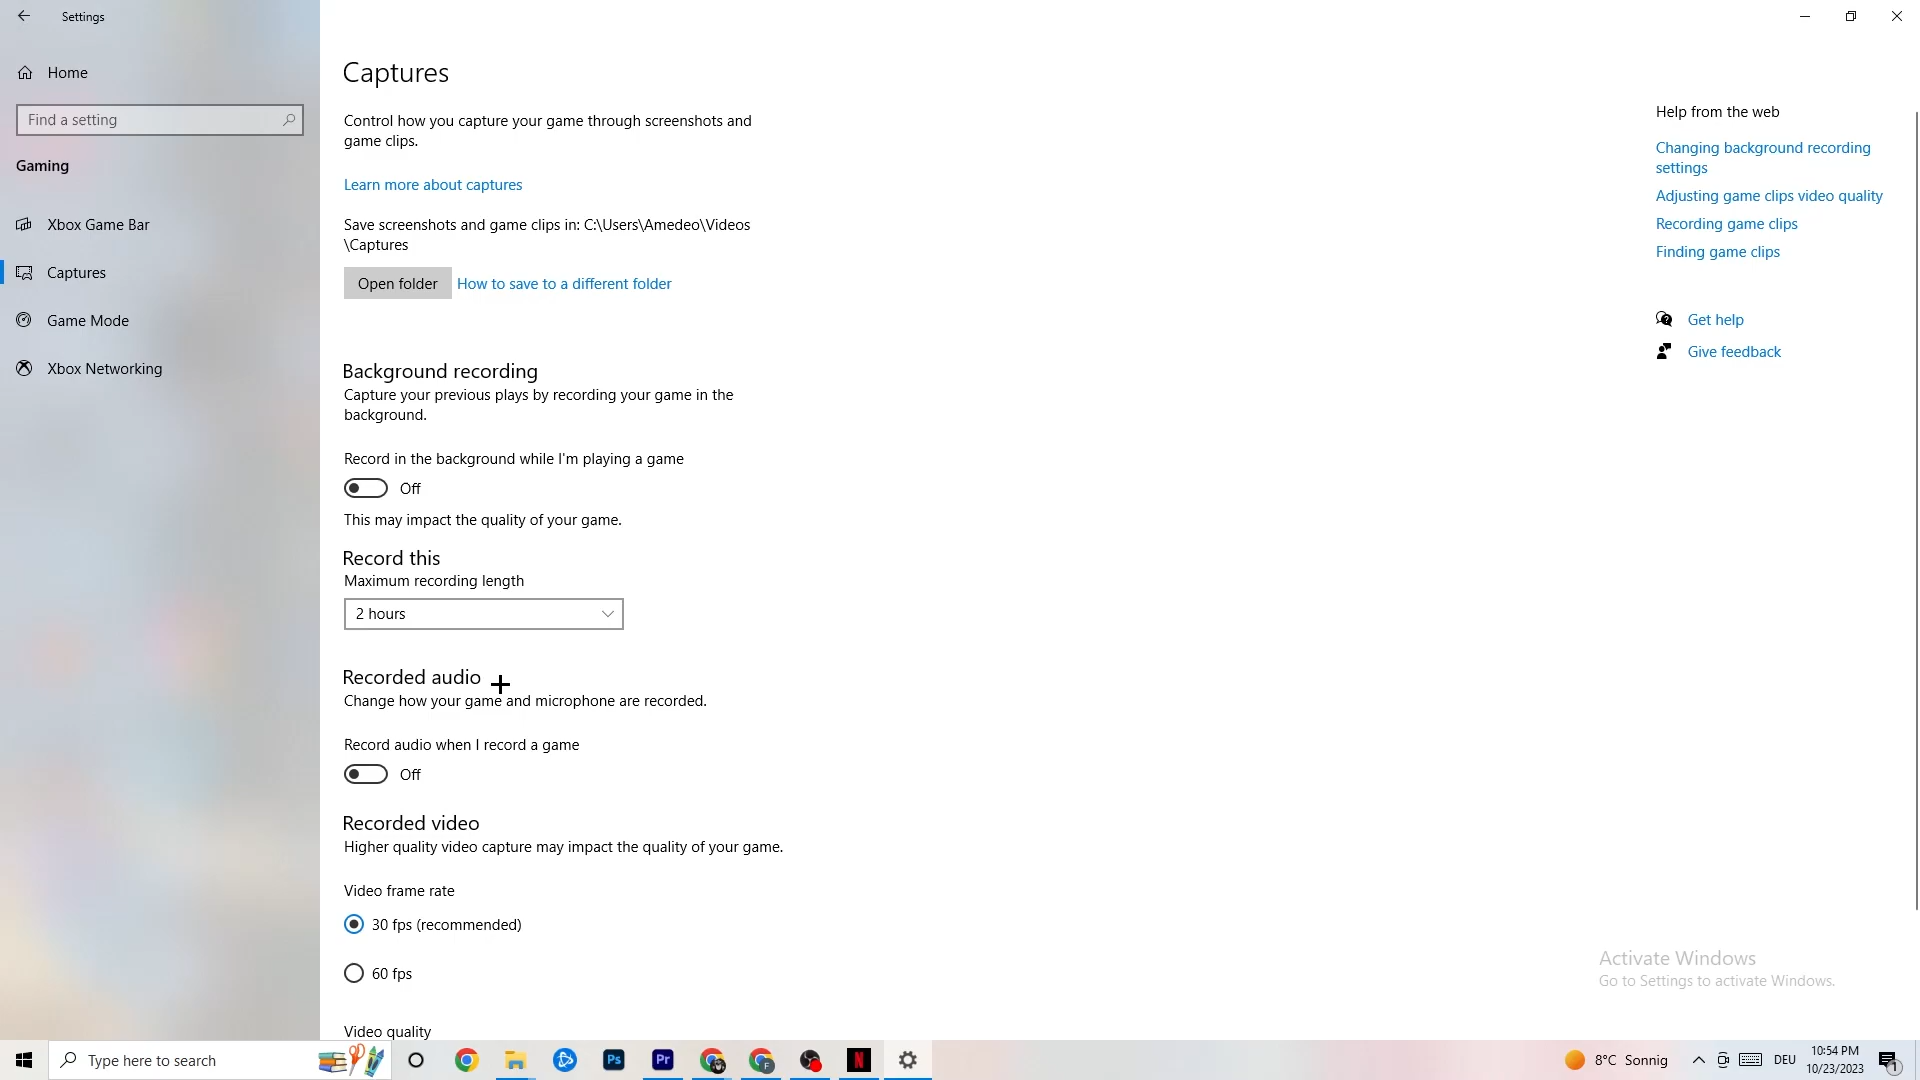 Settings
Home
Find a setting
Gaming
Xbox Game Bar
Captures
Game Mode
Xbox Networking
Captures
Control how you capture your game through screenshots and
game clips.
Learn more about captures
Save screenshots and game clips in: C:\Users\Amedeo\Videos
\Captures
Open folder
How to save to a different folder
Background recording
Capture your previous plays by recording your game in the
background.
Record in the background while I'm playing a game
Off
This may impact the quality of your game.
Record this
Maximum recording length
2 hours
Recorded audio
Change how your game and microphone are recorded.
Record audio when I record a game
Off
Recorded video
Higher quality video capture may impact the quality of your game.
Video frame rate
30 fps (recommended)
60 fps
Video quality
Help from the web
Changing background recording
settings
Adjusting game clips video quality
Recording game clips
Finding game clips
Get help
Give feedback
Activate Windows
Go to Settings to activate Windows.
Type here to search
Ps
Pr
F
N
8°C Sonnig
DEU
10:54 PM
10/23/2023
1